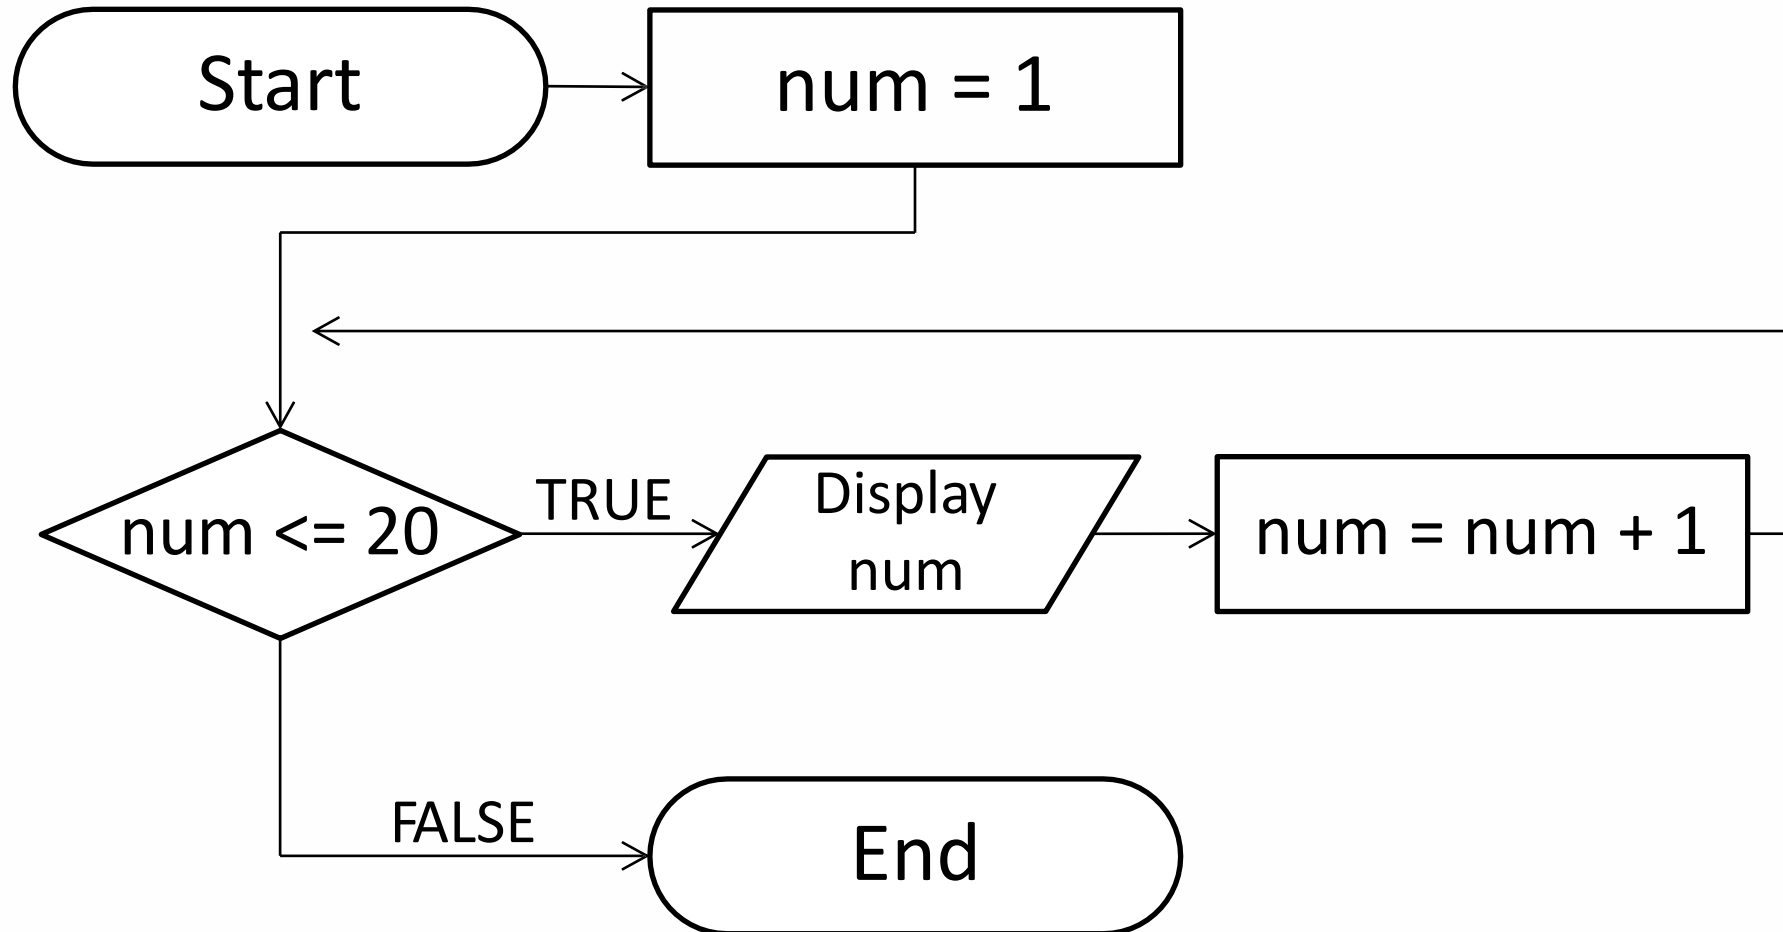 Start
num = 1
num <= 20
TRUE
Display
num
num = num + 1
FALSE
End